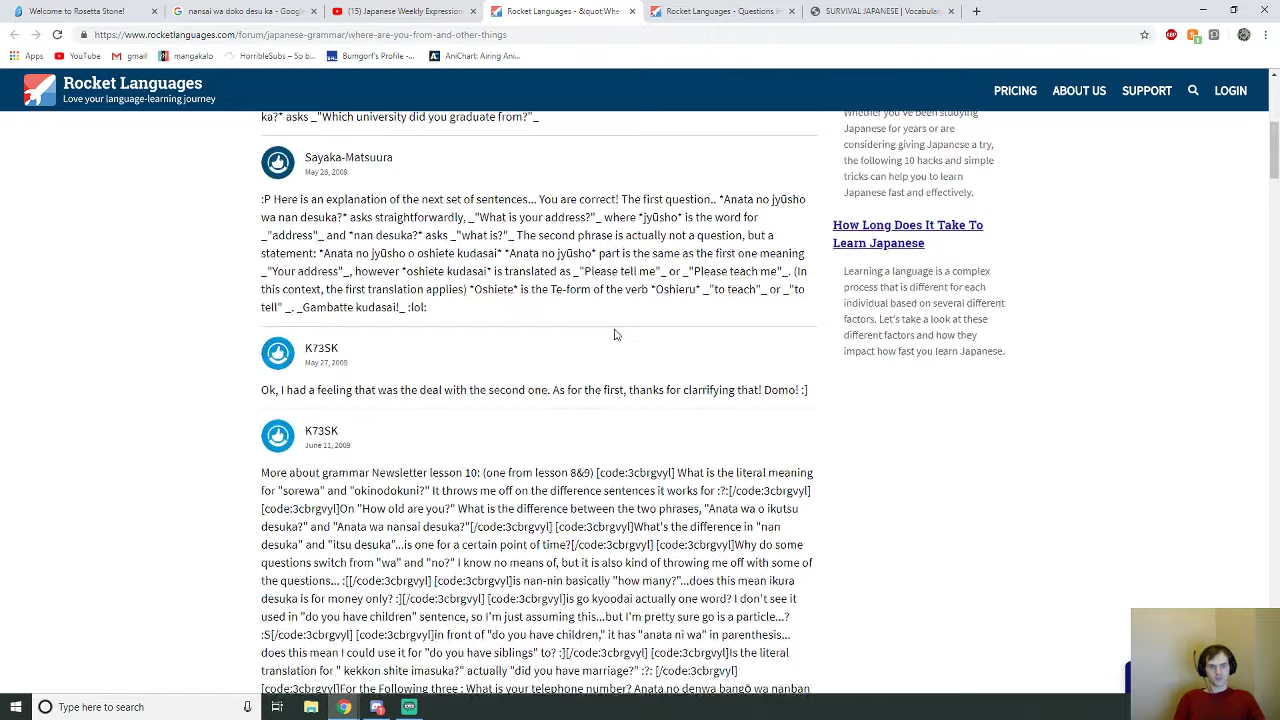 Welcome to Rosetta Stone!
nansai wa doko desu ka - Google
(15) Japanese Weekly Expression
Rocket Languages - &quot;Whe
Rocket Languages - Questions in
SURVIVAL JAPANESE | Vocabular
https://www.rocketlanguages.com/forum/japanese-grammar/where-are-you-from-and-other-things
Apps
YouTube
gmail
mangakalo
HorribleSubs – So b...
Bumgorf's Profile -...
AniChart: Airing Ani...
Rocket Languages
Love your language-learning journey
PRICING
ABOUT US
SUPPORT
LOGIN
ka?* asks _"Which university did you graduate from?"_
Sayaka-Matsuura
May 26, 2009
:P Here is an explanation of the next set of sentences... You are correct! The first question.. *Anata no jyūsho
wa nan desuka?* asks straightforwardly, _"What is your address?"_ where *jyūsho* is the word for
_"address"_ and *nan desuka?* asks _"what is?"_ The second phrase is actually not a question, but a
statement: *Anata no jyūsho o oshiete kudasai* *Anata no jyūsho* part is the same as the first one meaning
_"Your address"_, however *oshiete kudasai* is translated as _"Please tell me"_ or _"Please teach me"_. (In
this context, the first translation applies) *Oshiete* is the Te-form of the verb *Oshieru* _"to teach"_ or _"to
tell"_ . _Gambatte kudasai!_ :lol:
K73SK
May 27, 2009
Ok, I had a feeling that was the deal with the second one. As for the first, thanks for clarrifying that! Domo! :]
K73SK
June 11, 2009
More about grammar Newsletter lesson 10: (one from lesson 8&9) [code:3cbrgvyl] What is the literal meaning
for "sorewa" and "okinodokuni?" It throws me off on the difference sentences it works for :?:[/code:3cbrgvyl]
[code:3cbrgvyl]On "How old are you?" What is the difference between the two phrases, "Anata wa o ikutsu
desuka?" and "Anata wa nansai desuka?"[/code:3cbrgvyl] [code:3cbrgvyl]What's the difference in "nan
desuka" and "itsu desuka"...is one for a certain point of time?[/code:3cbrgvyl] [code:3cbrgvyl]Why do some
questions switch from "wa" and "no?" I know no means of, but it is also kind of throwing me off with some of
the questions... :[[/code:3cbrgvyl] [code:3cbrgvyl]is nan-nin basically "how many?"...does this mean ikura
desuka is for money only? :][/code:3cbrgvyl] [code:3cbrgvyl]is go kyoodai actually one word? I don't see it
used in "do you have children" sentence, so I'm just assuming this...but I'm pretty sure go is a particle...?
:S[/code:3cbrgvyl] [code:3cbrgvyl]in front of "do you have children," it has "anata ni wa" in parenthesis...
does this mean I could use it for "do you have siblings" to? :][/code:3cbrgvyl] [code:3cbrgvyl]Is the literal
translation for " kekkon shite imasuka?" actually "did you have marriage?" :?: [/code:3cbrgvyl]
[code:3cbrgvyl]For the Following three : What is your telephone number? Anata no denwa bangō wa nanban
Whether you've been studying
Japanese for years or are
considering giving Japanese a try,
the following 10 hacks and simple
tricks can help you to learn
Japanese fast and effectively.
How Long Does It Take To
Learn Japanese
Learning a language is a complex
process that is different for each
individual based on several different
factors. Let's take a look at these
different factors and how they
impact how fast you learn Japanese.
Type here to search